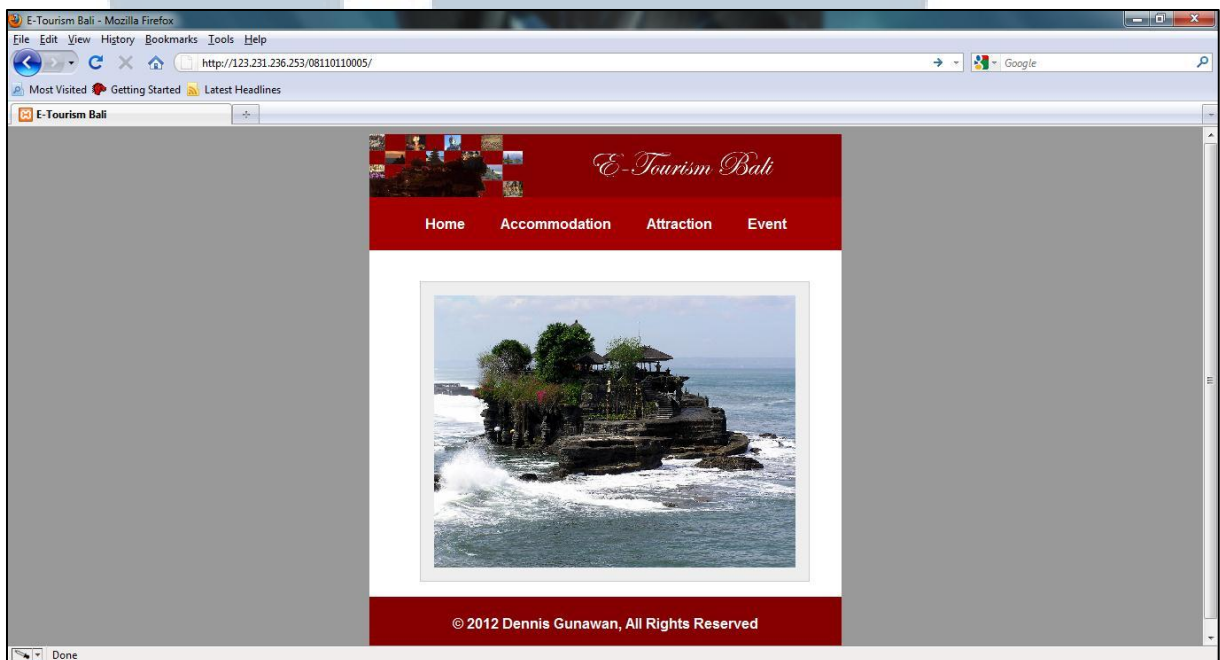 E-Tourism Bali - Mozilla Firefox
File Edit View History Bookmarks Tools Help
http://123.231.236.253/08110110005/
Google
Most Visited Getting Started Latest Headlines
E-Tourism Bali
E-Tourism Bali
Home Accommodation Attraction Event
© 2012 Dennis Gunawan, All Rights Reserved
Done